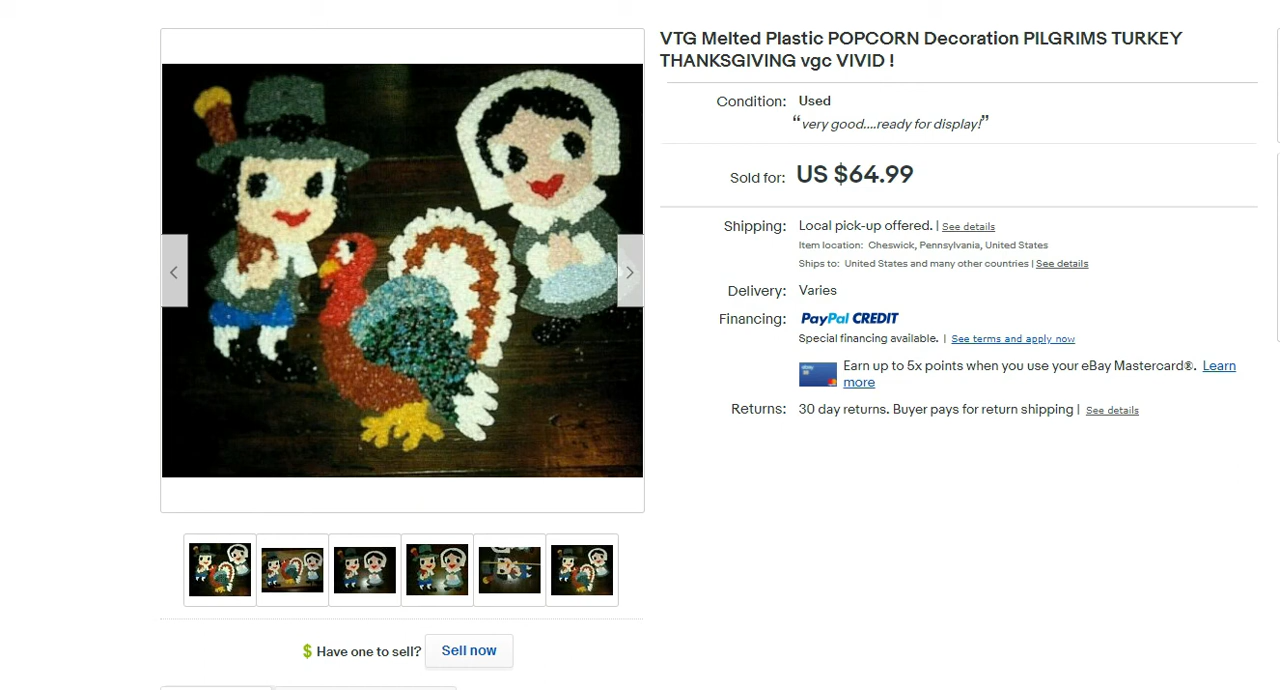 VTG Melted Plastic POPCORN Decoration PILGRIMS TURKEY
THANKSGIVING vgc VIVID !
Condition: Used
“very good....ready for display!”
Sold for: US $64.99
Shipping: Local pick-up offered. | See details
Item location: Cheswick, Pennsylvania, United States
Ships to: United States and many other countries | See details
Delivery: Varies
Financing: PayPal CREDIT
Special financing available. | See terms and apply now
Earn up to 5x points when you use your eBay Mastercard®. Learn
more
Returns: 30 day returns. Buyer pays for return shipping | See details
$ Have one to sell? Sell now